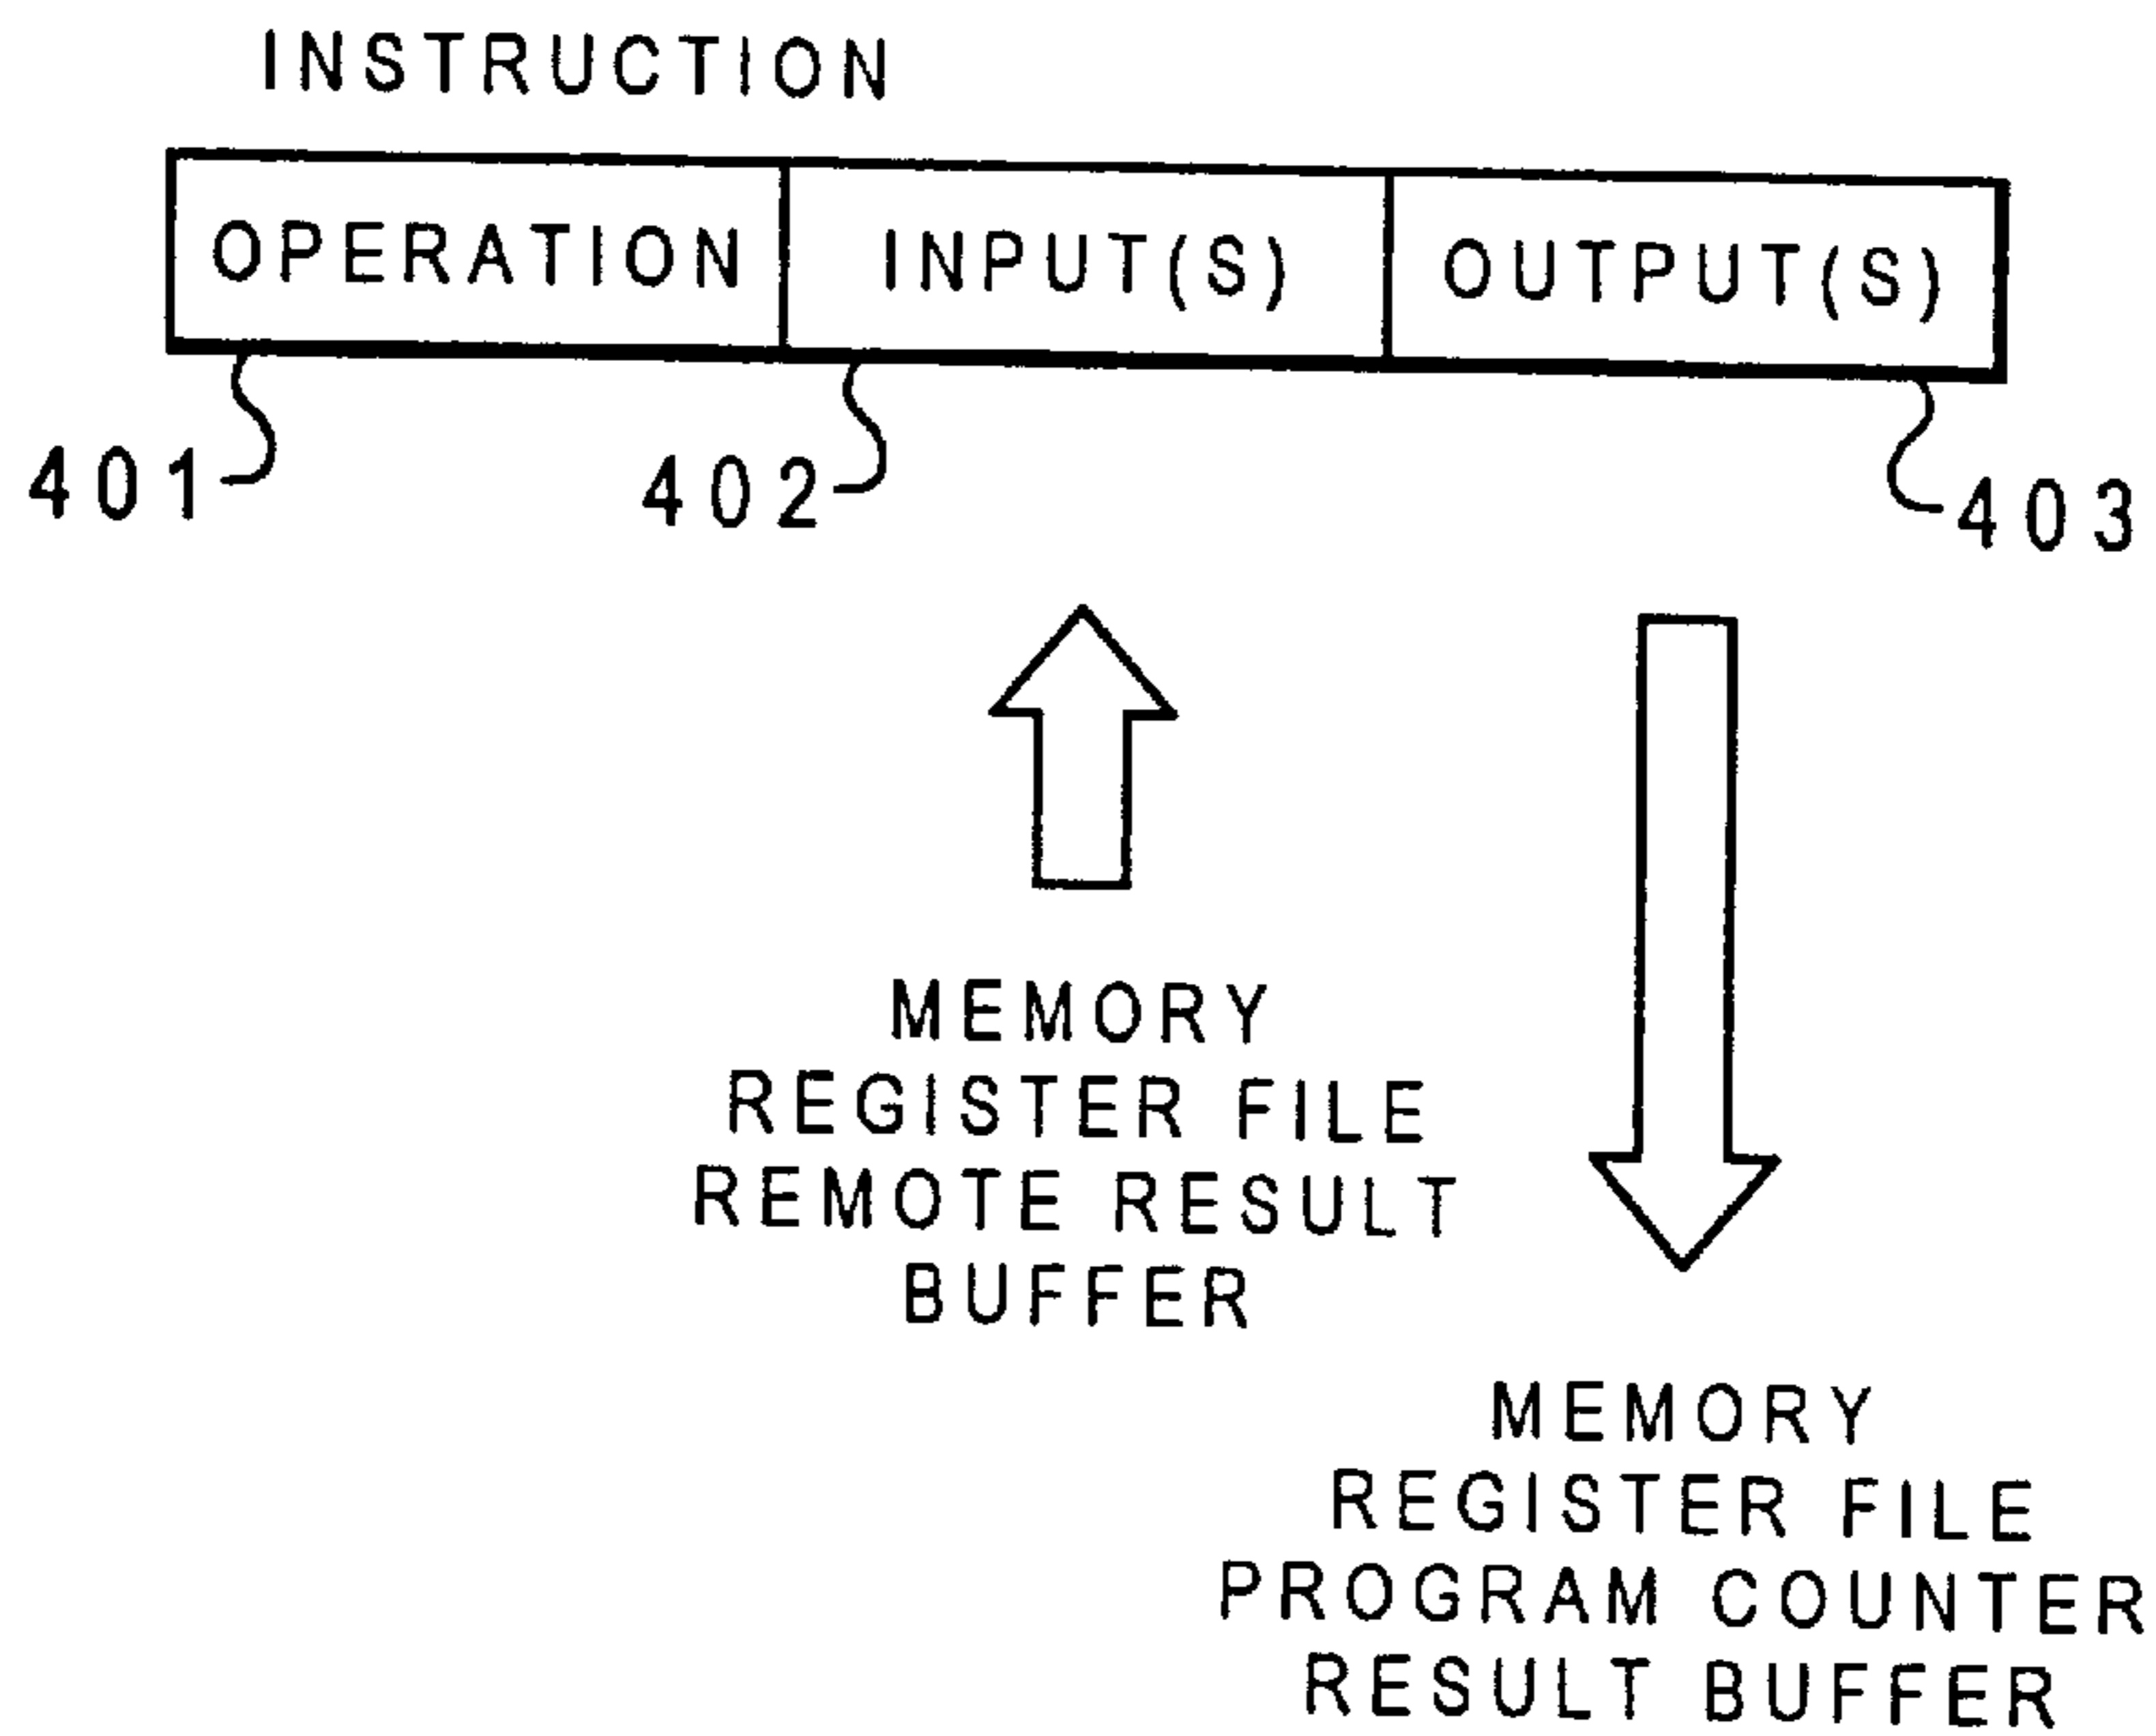 INSTRUCTION
OPERATION INPUT(S) OUTPUT(S)
401 402 403
MEMORY
REGISTER FILE
REMOTE RESULT
BUFFER
MEMORY
REGISTER FILE
PROGRAM COUNTER
RESULT BUFFER